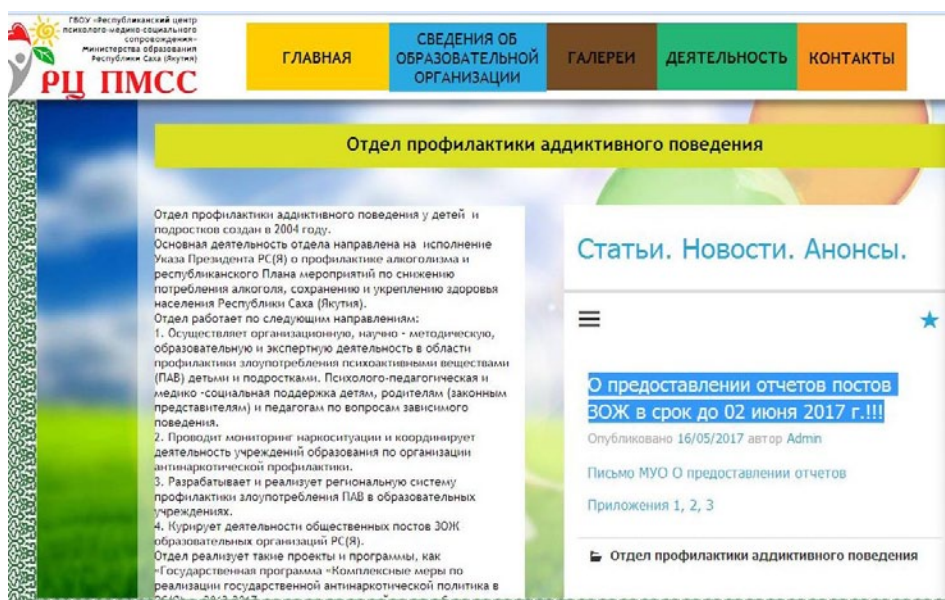 ГБОУ «Республиканский центр
психолого-медико-социального
сопровождения»
Министерства образования
Республики Саха (Якутия)
РЦ ПМСС
ГЛАВНАЯ
СВЕДЕНИЯ ОБ
ОБРАЗОВАТЕЛЬНОЙ
ОРГАНИЗАЦИИ
ГАЛЕРЕИ
ДЕЯТЕЛЬНОСТЬ
КОНТАКТЫ
Отдел профилактики аддиктивного поведения
Отдел профилактики аддиктивного поведения у детей и
подростков создан в 2004 году.
Основная деятельность отдела направлена на исполнение
Указа Президента РС(Я) о профилактике алкоголизма и
республиканского Плана мероприятий по снижению
потребления алкоголя, сохранению и укреплению здоровья
населения Республики Саха (Якутия).
Отдел работает по следующим направлениям:
1. Осуществляет организационную, научно - методическую,
образовательную и экспертную деятельность в области
профилактики злоупотребления психоактивными веществами
(ПАВ) детьми и подростками. Психолого-педагогическая и
медико -социальная поддержка детям, родителям (законным
представителям) и педагогам по вопросам зависимого
поведения.
2. Проводит мониторинг наркоситуации и координирует
деятельность учреждений образования по организации
антинаркотической профилактики.
3. Разрабатывает и реализует региональную систему
профилактики злоупотребления ПАВ в образовательных
учреждениях.
4. Курирует деятельности общественных постов ЗОЖ
образовательных организаций РС(Я).
Отдел реализует такие проекты и программы, как
«Государственная программа «Комплексные меры по
реализации государственной антинаркотической политика в
Статьи. Новости. Анонсы.
О предоставлении отчетов постов
ЗОЖ в срок до 02 июня 2017 г.!!!
Опубликовано 16/05/2017 автор Admin
Письмо МУО О предоставлении отчетов
Приложения 1, 2, 3
Отдел профилактики аддиктивного поведения